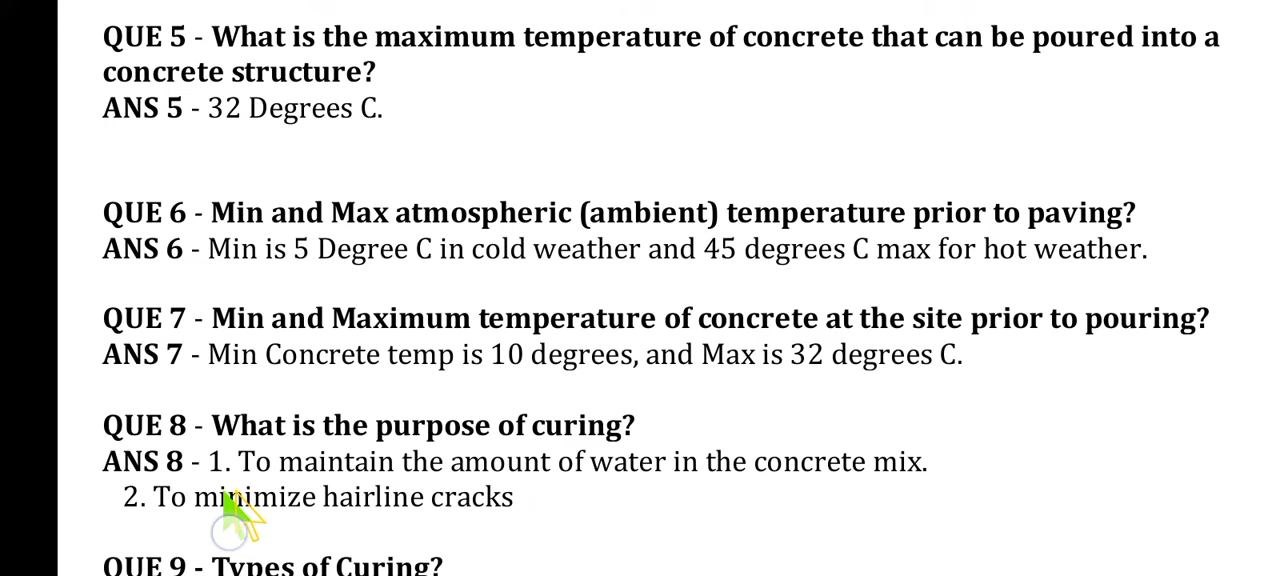 QUE 5 - What is the maximum temperature of concrete that can be poured into a
concrete structure?
ANS 5 - 32 Degrees C.
QUE 6 - Min and Max atmospheric (ambient) temperature prior to paving?
ANS 6 - Min is 5 Degree C in cold weather and 45 degrees C max for hot weather.
QUE 7 - Min and Maximum temperature of concrete at the site prior to pouring?
ANS 7 - Min Concrete temp is 10 degrees, and Max is 32 degrees C.
QUE 8 - What is the purpose of curing?
ANS 8 - 1. To maintain the amount of water in the concrete mix.
2. To minimize hairline cracks
QUE 9 - Types of Curing?